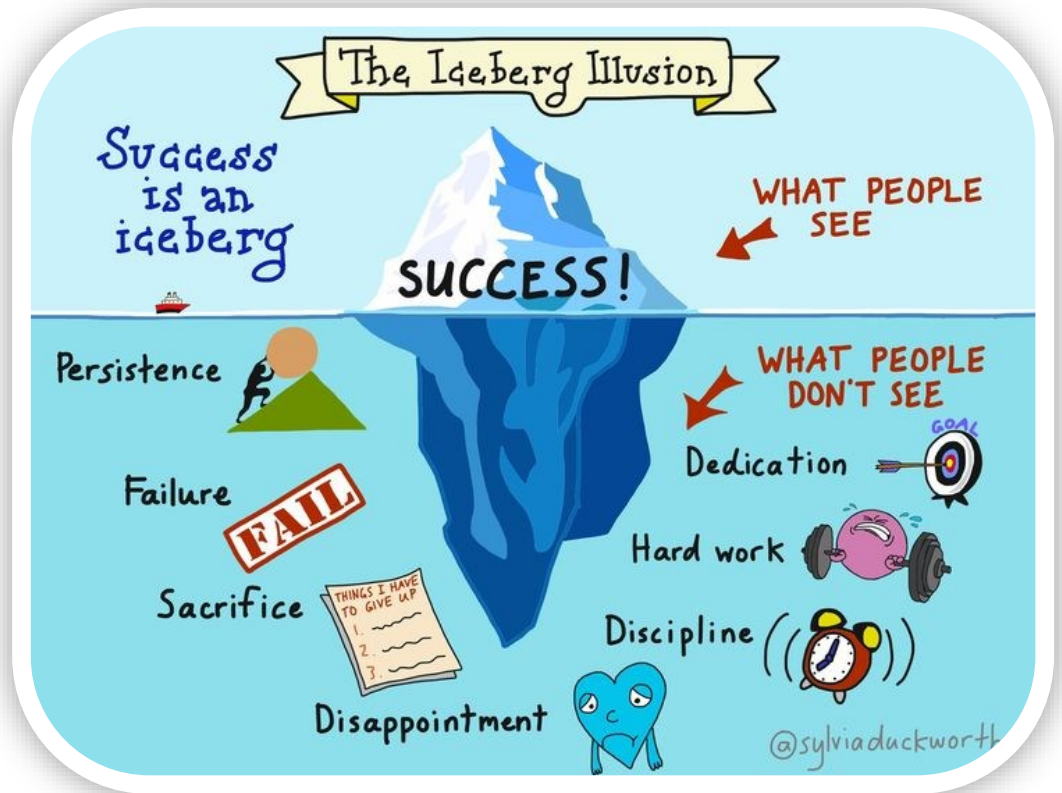 The Iceberg Illusion
Success
is an
iceberg
WHAT PEOPLE
SEE
SUCCESS!
WHAT PEOPLE
DON'T SEE
Persistence
GOAL
Dedication
Failure
FAIL
Hard work
Sacrifice
THINGS I HAVE
TO GIVE UP
1.
2.
3.
Discipline
Disappointment
@sylviaduckworth